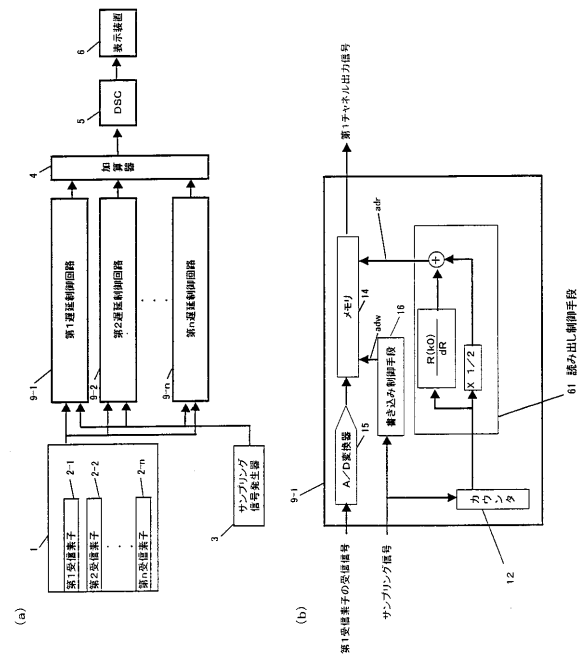 (a)
1
第1受信素子
2-1
第2受信素子
2-2
第n受信素子
2-n
サンプリング
信号発生器
3
9-1
第1遅延制御回路
9-2
第2遅延制御回路
9-n
第n遅延制御回路
4
加算器
5
DSC
6
表示装置
(b)
9-1
第1受信素子の受信信号
A/D変換器
15
メモリ
14
第1チャネル出力信号
サンプリング信号
書き込み制御手段
16
adw
adr
カウンタ
12
R(k0)
dR
X 1/2
+
61 読み出し制御手段